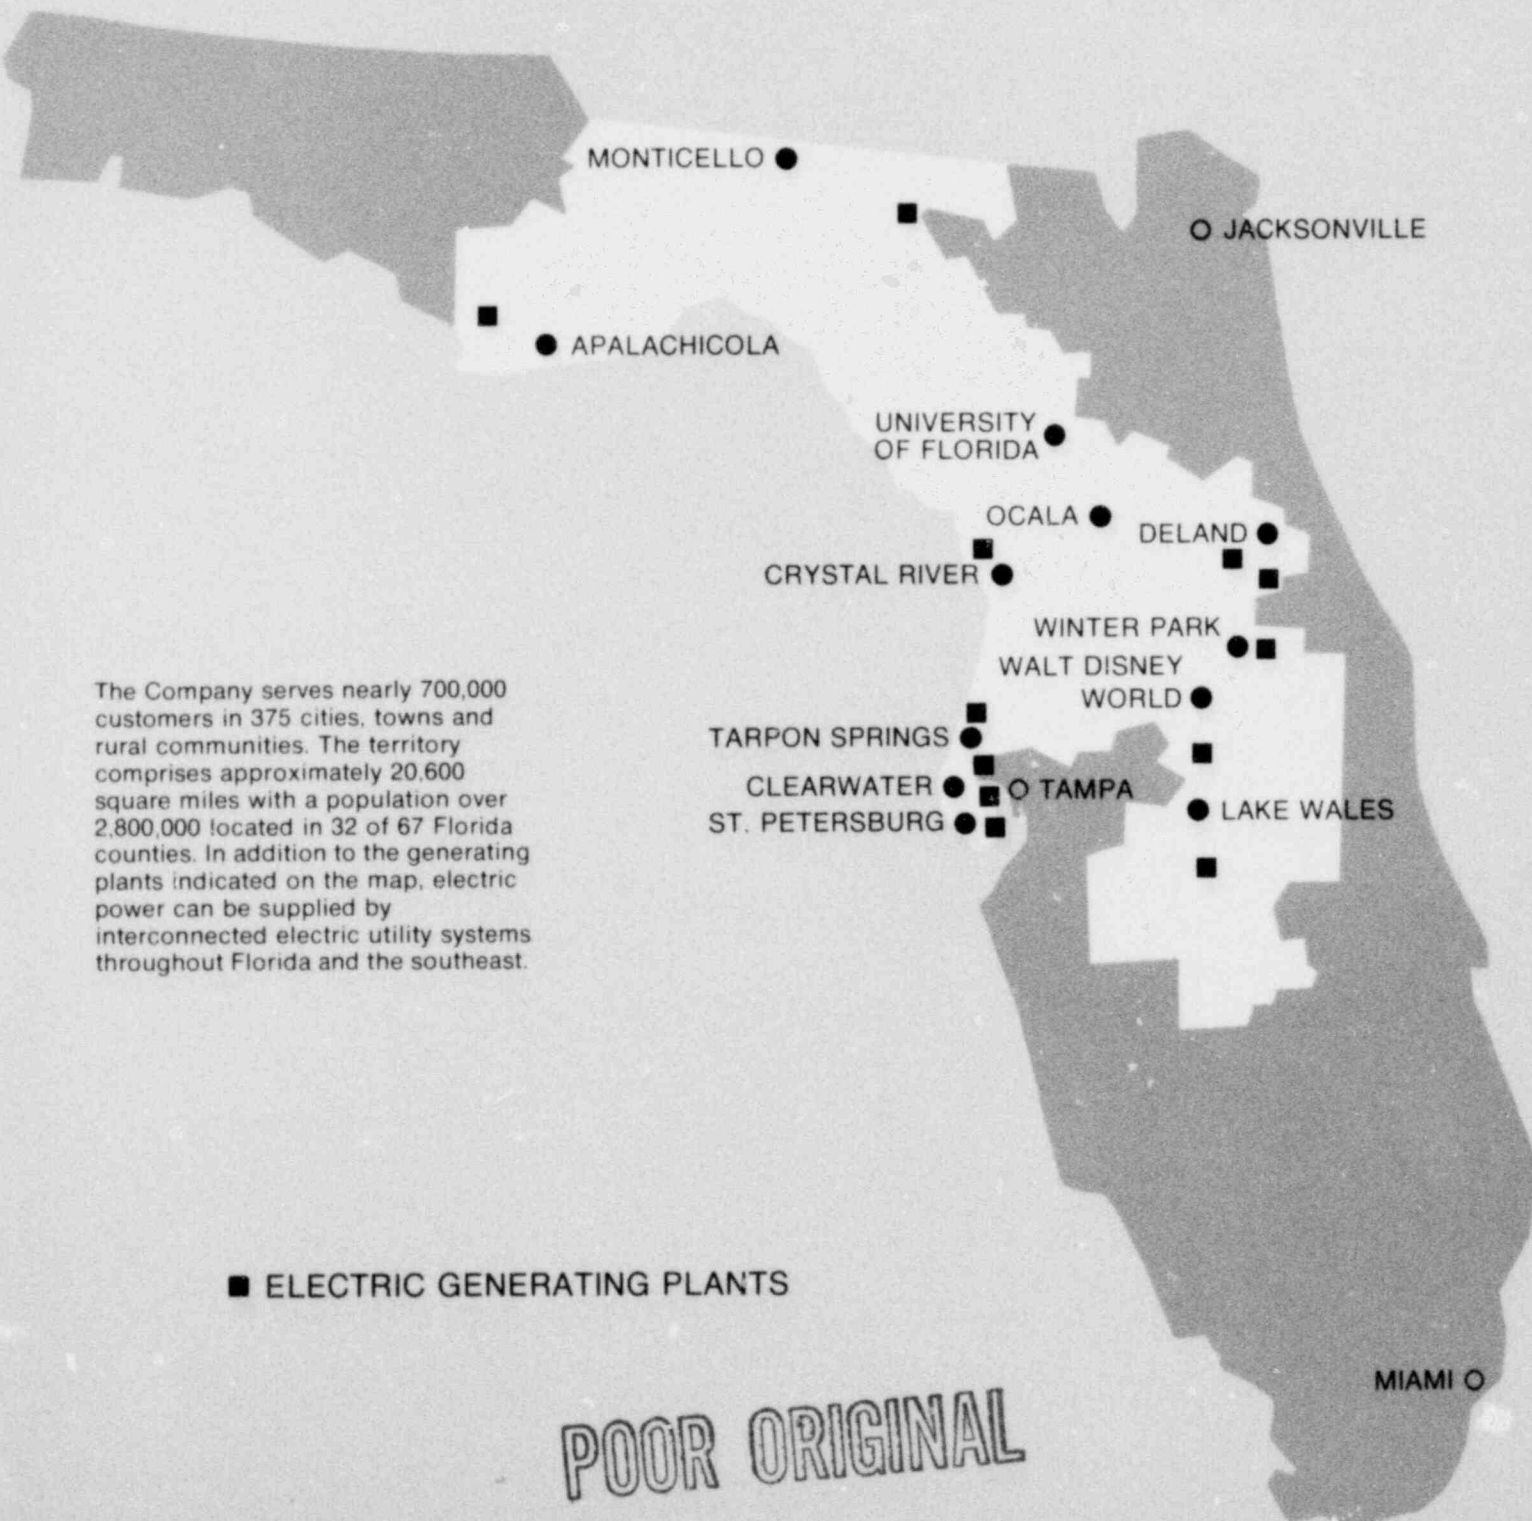 MONTICELLO
JACKSONVILLE
APALACHICOLA
UNIVERSITY
OF FLORIDA
OCALA
DELAND
CRYSTAL RIVER
WINTER PARK
WALT DISNEY
WORLD
TARPON SPRINGS
CLEARWATER
TAMPA
ST. PETERSBURG
LAKE WALES
The Company serves nearly 700,000
customers in 375 cities, towns and
rural communities. The territory
comprises approximately 20,600
square miles with a population over
2,800,000 located in 32 of 67 Florida
counties. In addition to the generating
plants indicated on the map, electric
power can be supplied by
interconnected electric utility systems
throughout Florida and the southeast.
ELECTRIC GENERATING PLANTS
MIAMI
POOR ORIGINAL